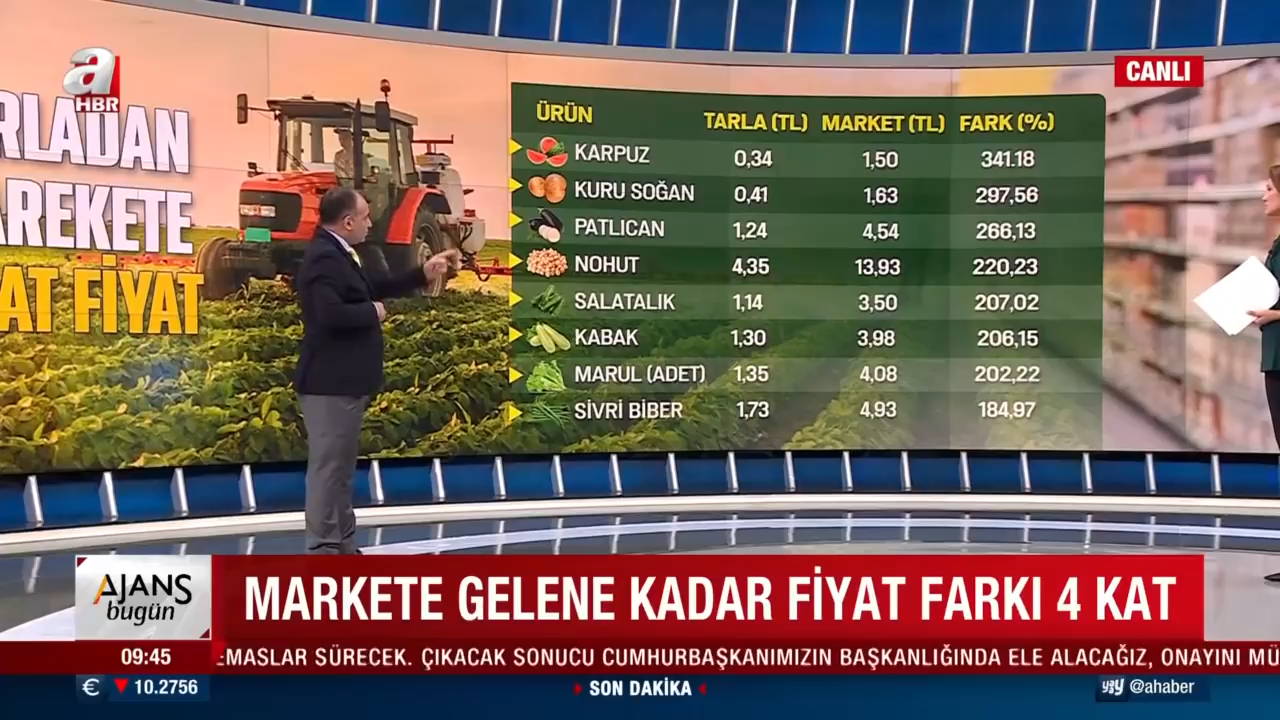 a
HBR
CANLI
RLADAN
AREKETE
AT FİYAT
ÜRÜN TARLA (TL) MARKET (TL) FARK (%)
KARPUZ 0,34 1,50 341.18
KURU SOĞAN 0,41 1,63 297,56
PATLICAN 1,24 4,54 266,13
NOHUT 4,35 13,93 220,23
SALATALIK 1,14 3,50 207,02
KABAK 1,30 3,98 206,15
MARUL (ADET) 1,35 4,08 202,22
SİVRİ BİBER 1,73 4,93 184,97
AJANS
bugün
MARKETE GELENE KADAR FİYAT FARKI 4 KAT
09:45 EMASLAR SÜRECEK. ÇIKACAK SONUCU CUMHURBAŞKANIMIZIN BAŞKANLIĞINDA ELE ALACAĞIZ, ONAYINI MÜ
€ 10.2756 SON DAKİKA @ahaber